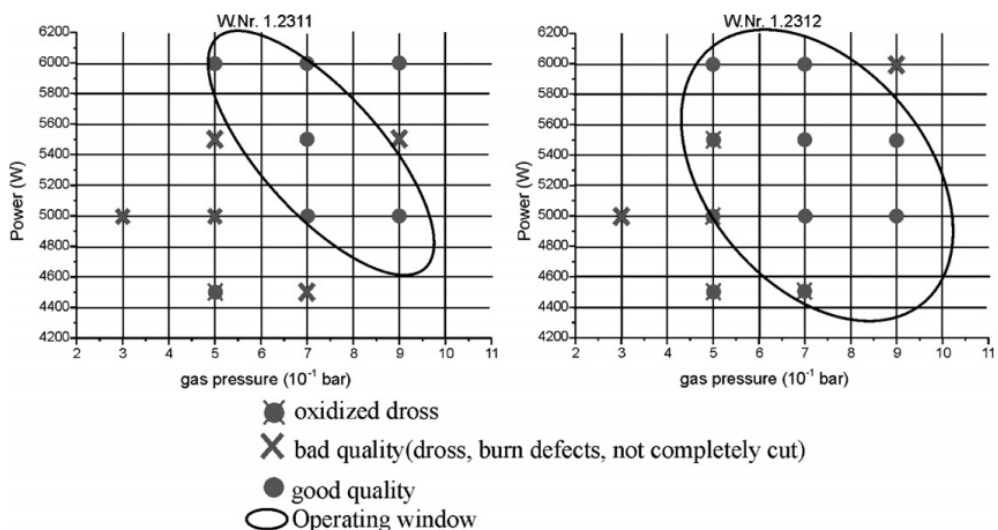 W.Nr. 1.2311
Power (W)
6200
6000
5800
5600
5400
5200
5000
4800
4600
4400
4200
2 3 4 5 6 7 8 9 10 11
gas pressure (10⁻¹ bar)
W.Nr. 1.2312
Power (W)
6200
6000
5800
5600
5400
5200
5000
4800
4600
4400
4200
2 3 4 5 6 7 8 9 10 11
gas pressure (10⁻¹ bar)
oxidized dross
bad quality(dross, burn defects, not completely cut)
good quality
Operating window